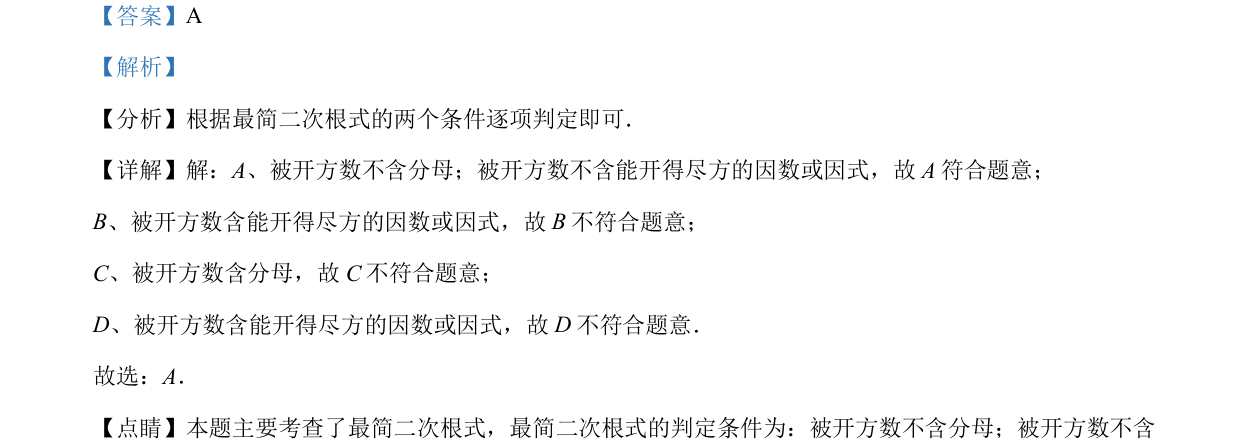 【答案】A
【解析】
【分析】根据最简二次根式的两个条件逐项判定即可．
【详解】解：A、被开方数不含分母；被开方数不含能开得尽方的因数或因式，故 A 符合题意；
B、被开方数含能开得尽方的因数或因式，故 B 不符合题意；
C、被开方数含分母，故 C 不符合题意；
D、被开方数含能开得尽方的因数或因式，故 D 不符合题意．
故选：A．
【点睛】本题主要考查了最简二次根式，最简二次根式的判定条件为：被开方数不含分母；被开方数不含